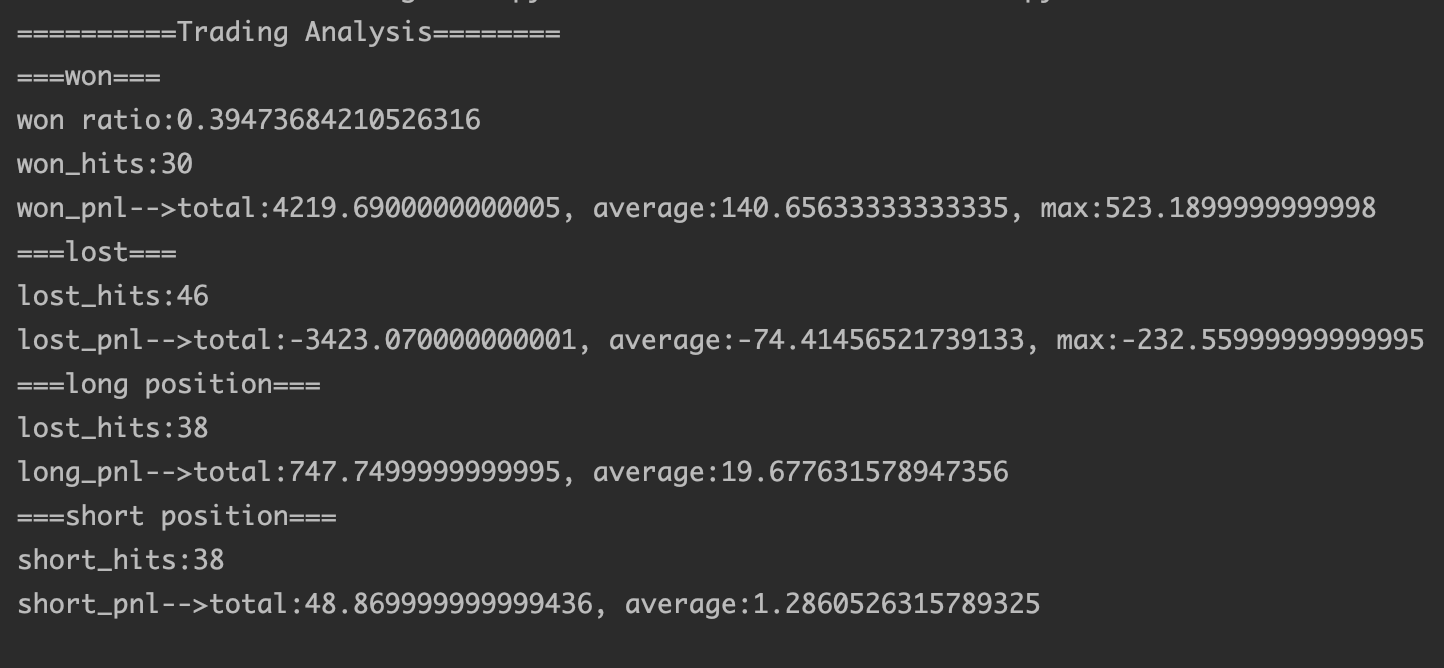 ==========Trading Analysis========
===won===
won ratio:0.39473684210526316
won_hits:30
won_pnl-->total:4219.6900000000005, average:140.65633333333335, max:523.1899999999998
===lost===
lost_hits:46
lost_pnl-->total:-3423.070000000001, average:-74.41456521739133, max:-232.55999999999995
===long position===
lost_hits:38
long_pnl-->total:747.7499999999995, average:19.677631578947356
===short position===
short_hits:38
short_pnl-->total:48.869999999999436, average:1.2860526315789325